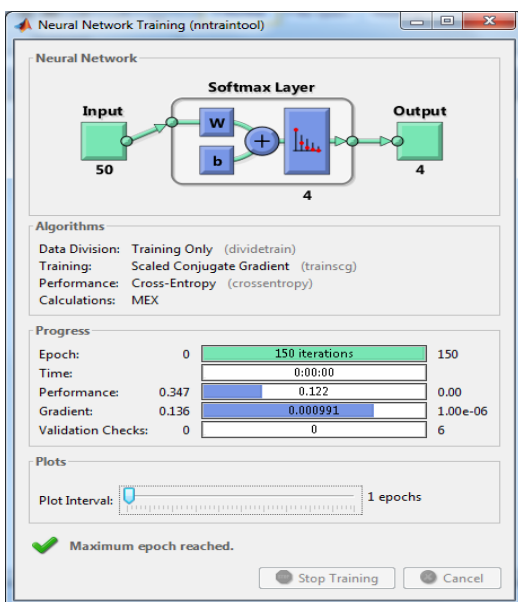 Neural Network Training (nntraintool)
Neural Network
Softmax Layer
Input
Output
W
b
+
50
4
4
Algorithms
Data Division: Training Only (dividetrain)
Training: Scaled Conjugate Gradient (trainscg)
Performance: Cross-Entropy (crossentropy)
Calculations: MEX
Progress
Epoch: 0 150 iterations 150
Time: 0:00:00
Performance: 0.347 0.122 0.00
Gradient: 0.136 0.000991 1.00e-06
Validation Checks: 0 0 6
Plots
Plot Interval: 1 epochs
Maximum epoch reached.
Stop Training Cancel